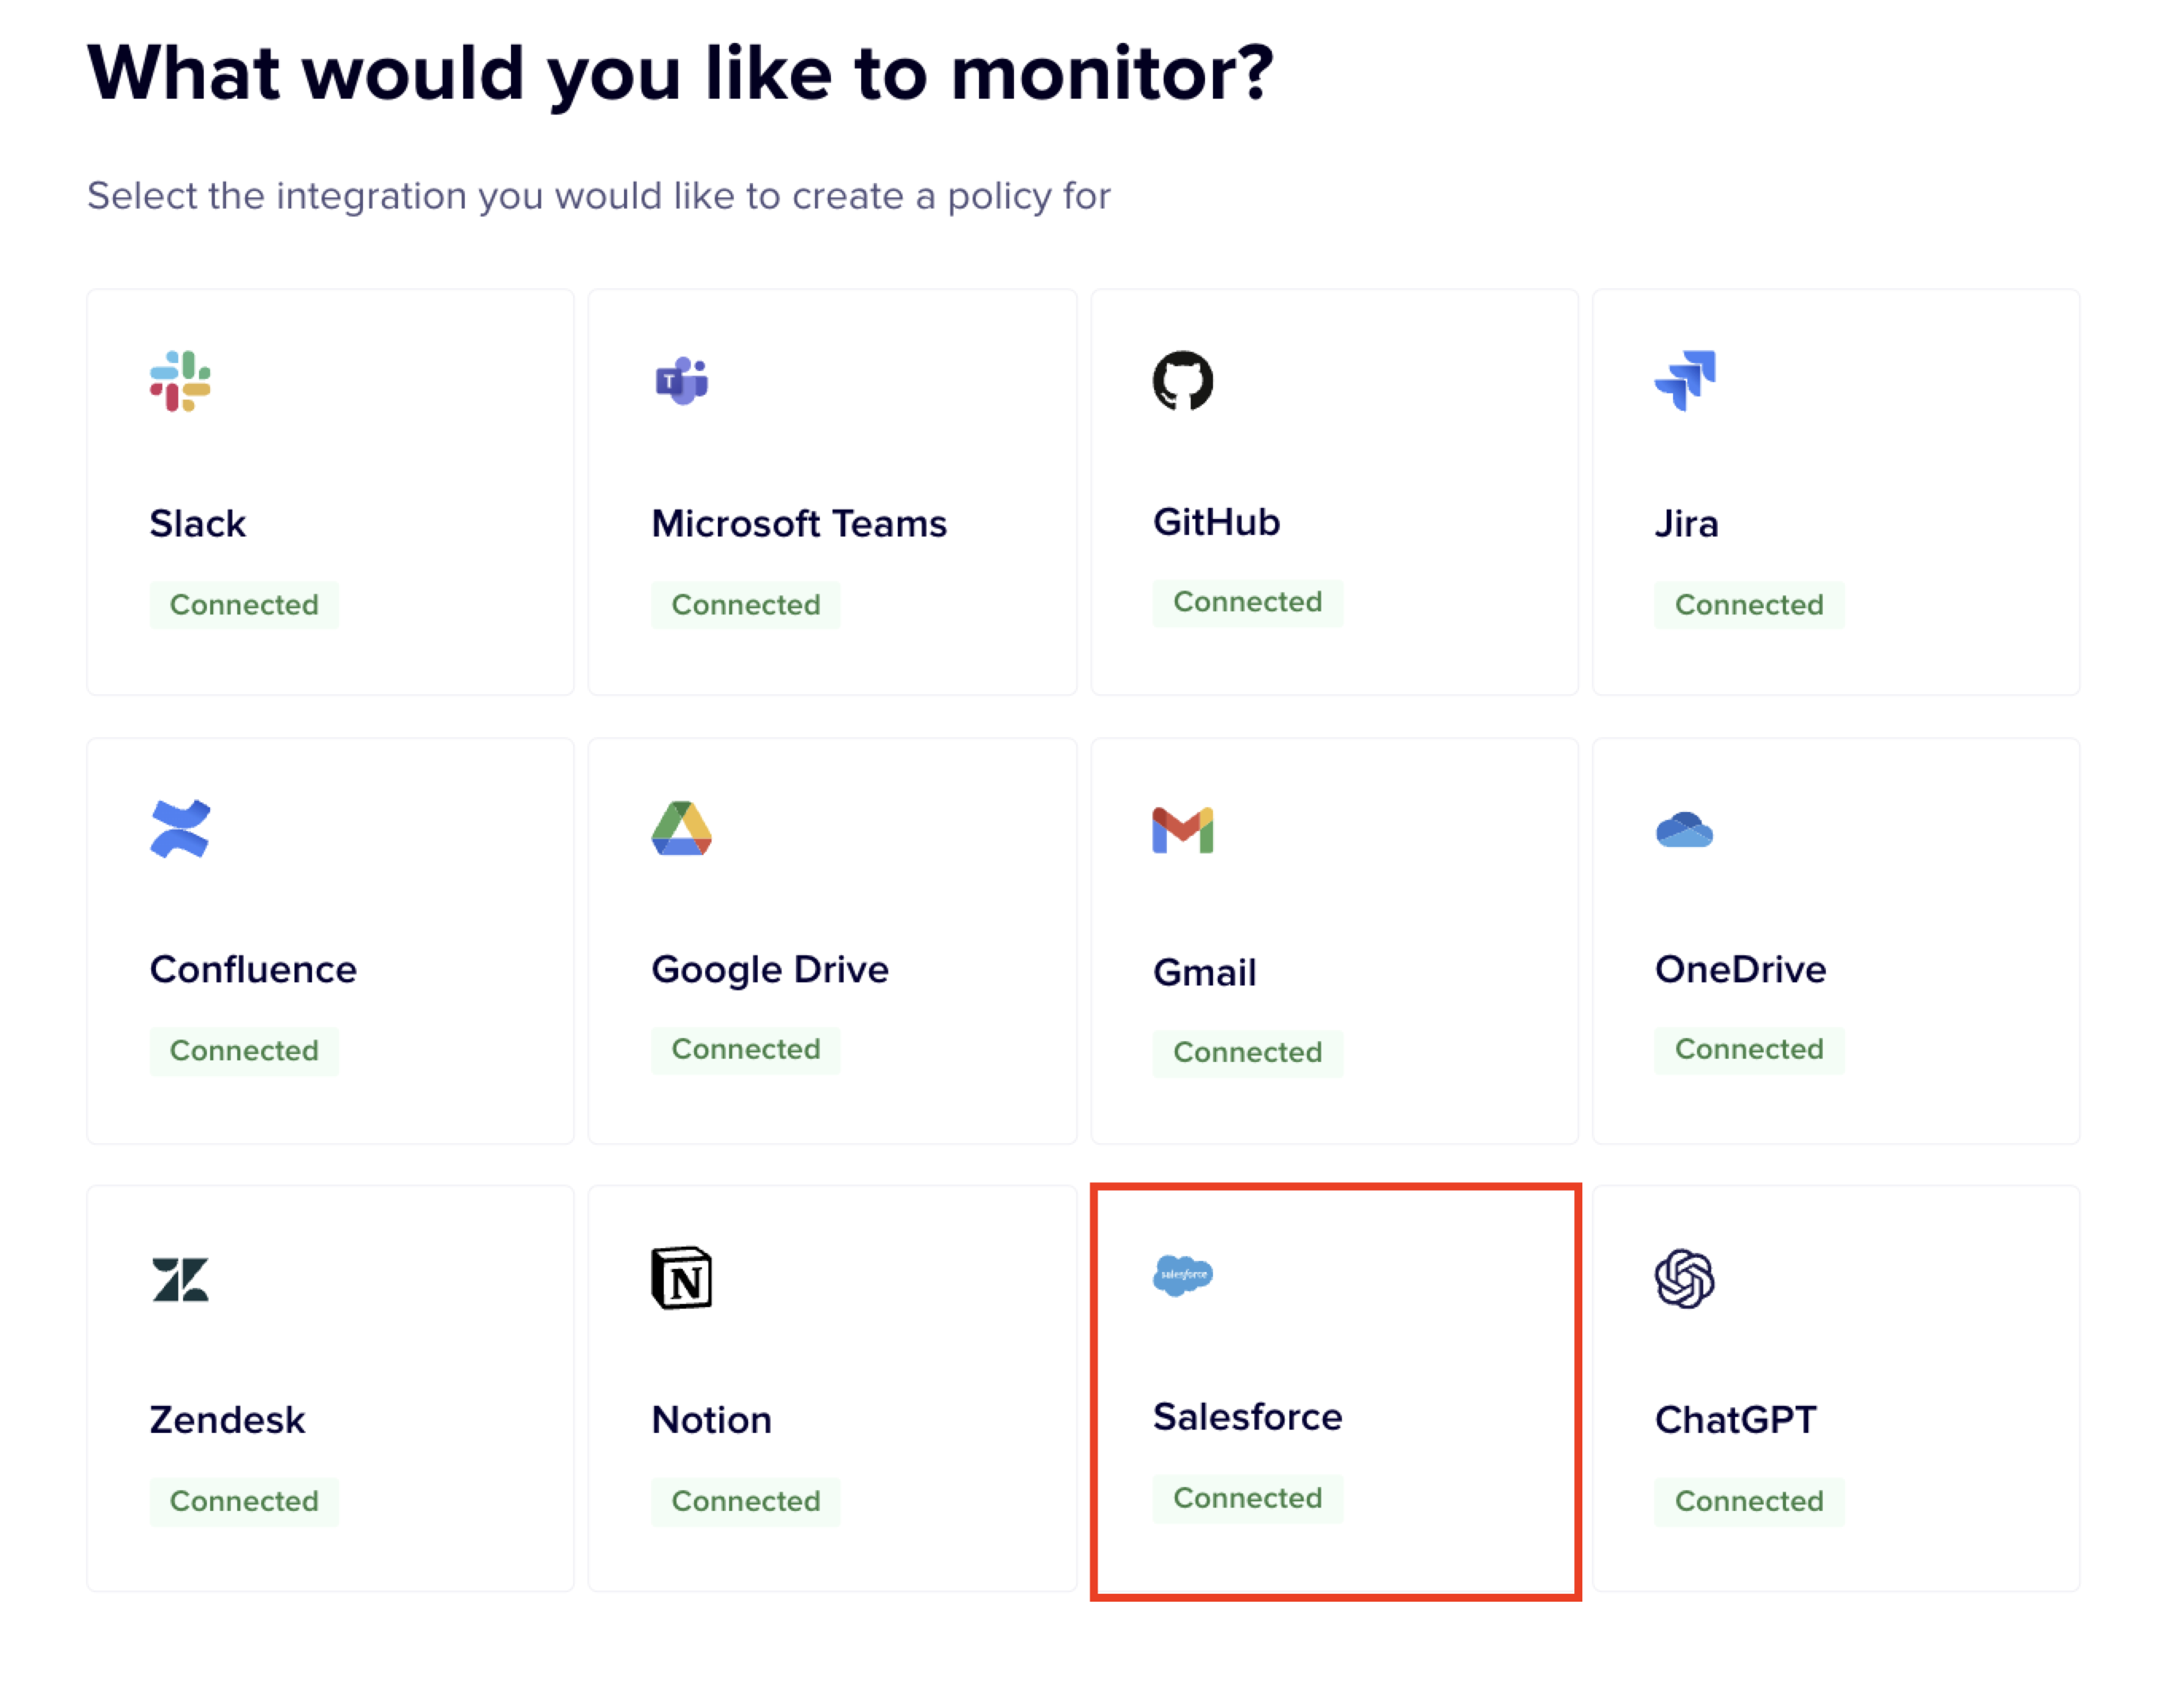 What would you like to monitor?
Select the integration you would like to create a policy for
T
Slack
Microsoft Teams
GitHub
Jira
Connected
Connected
Connected
Connected
Confluence
Google Drive
Gmail
OneDrive
Connected
Connected
Connected
Connected
N
salesforce
Zendesk
Notion
Salesforce
ChatGPT
Connected
Connected
Connected
Connected